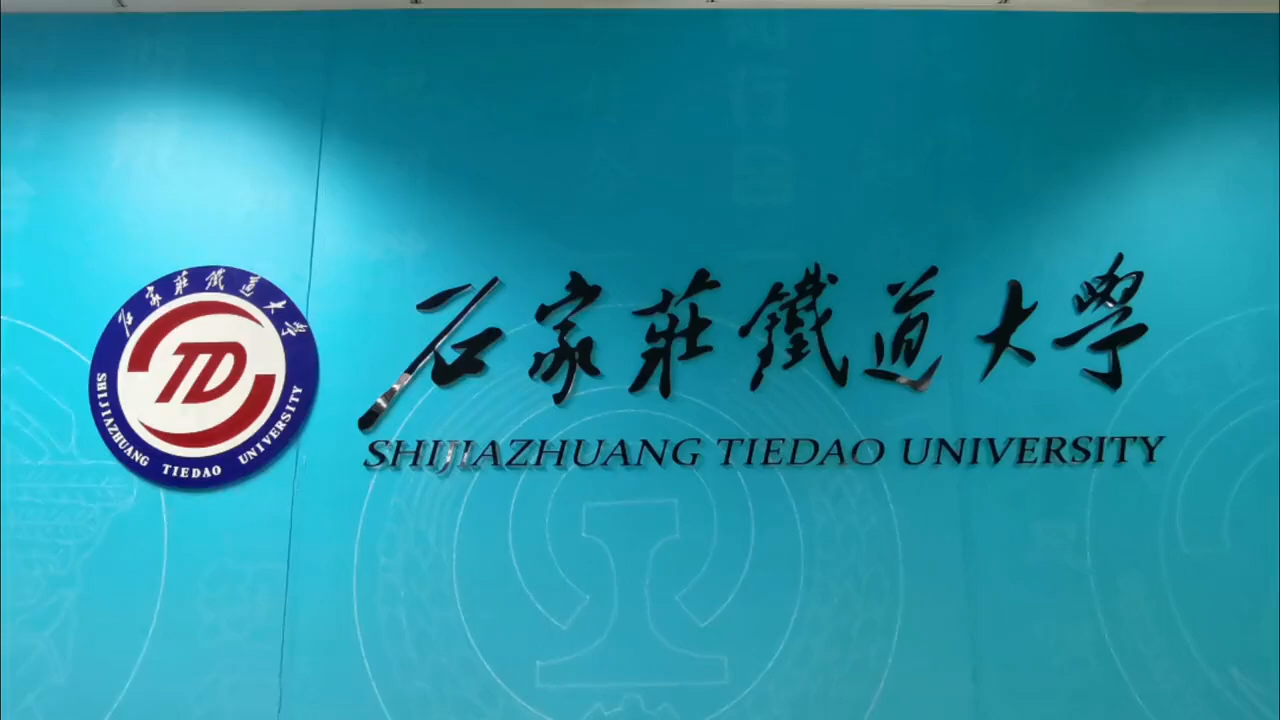 石家莊鐵道大學
TD
SHIJIAZHUANG TIEDAO UNIVERSITY
石家莊鐵道大學
SHIJIAZHUANG TIEDAO UNIVERSITY